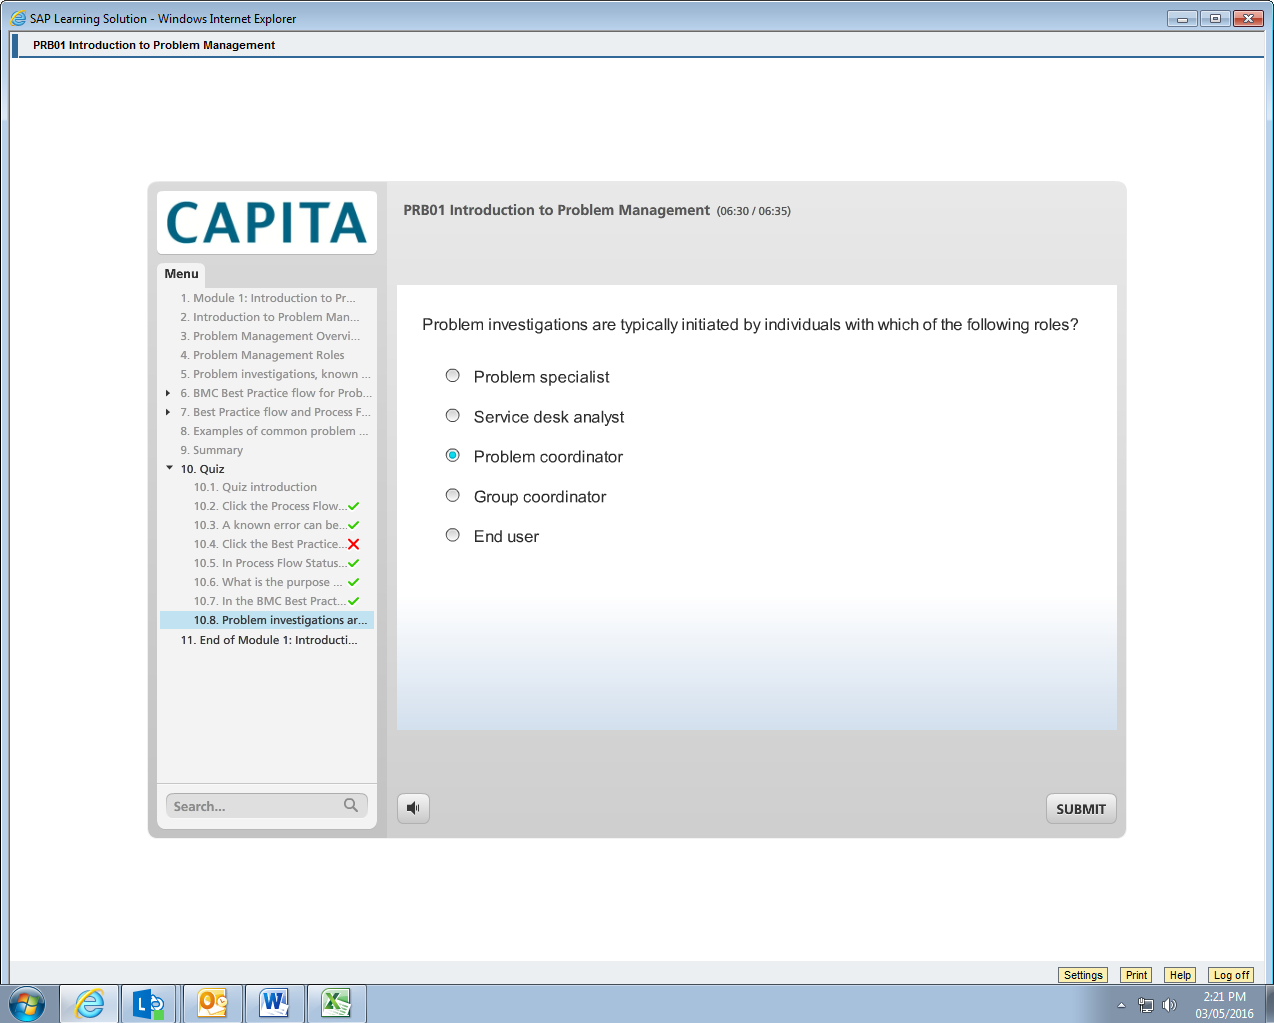 SAP Learning Solution - Windows Internet Explorer
PRB01 Introduction to Problem Management
CAPITA
PRB01 Introduction to Problem Management (06:30 / 06:35)
Menu
1. Module 1: Introduction to Pr...
2. Introduction to Problem Man...
3. Problem Management Overvi...
4. Problem Management Roles
5. Problem investigations, known ...
6. BMC Best Practice flow for Prob...
7. Best Practice flow and Process F...
8. Examples of common problem ...
9. Summary
10. Quiz
10.1. Quiz introduction
10.2. Click the Process Flow...
10.3. A known error can be...
10.4. Click the Best Practice...
10.5. In Process Flow Status...
10.6. What is the purpose ...
10.7. In the BMC Best Pract...
10.8. Problem investigations ar...
11. End of Module 1: Introducti...
Search...
Problem investigations are typically initiated by individuals with which of the following roles?
Problem specialist
Service desk analyst
Problem coordinator
Group coordinator
End user
SUBMIT
Settings Print Help Log off
2:21 PM
03/05/2016